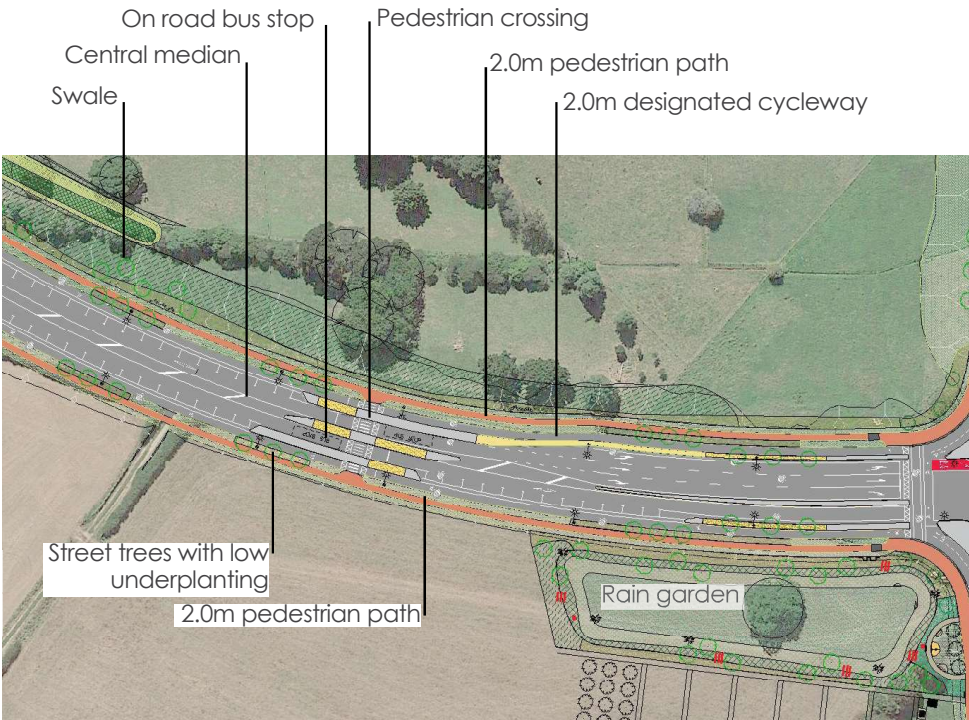 On road bus stop
Pedestrian crossing
Central median
2.0m pedestrian path
Swale
2.0m designated cycleway
Street trees with low
underplanting
Rain garden
2.0m pedestrian path